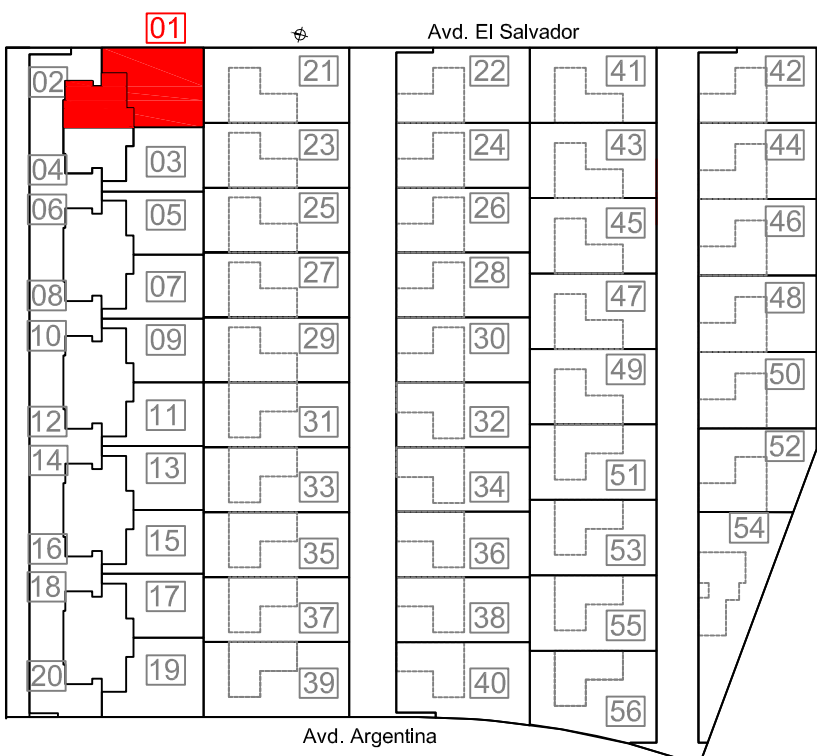 01
Avd. El Salvador
02 21 22 41 42
04 03 23 24 43 44
06 05 25 26 45 46
08 07 27 28 47 48
10 09 29 30 49 50
12 11 31 32 51 52
14 13 33 34 53 54
16 15 35 36 55
18 17 37 38 56
20 19 39 40
Avd. Argentina